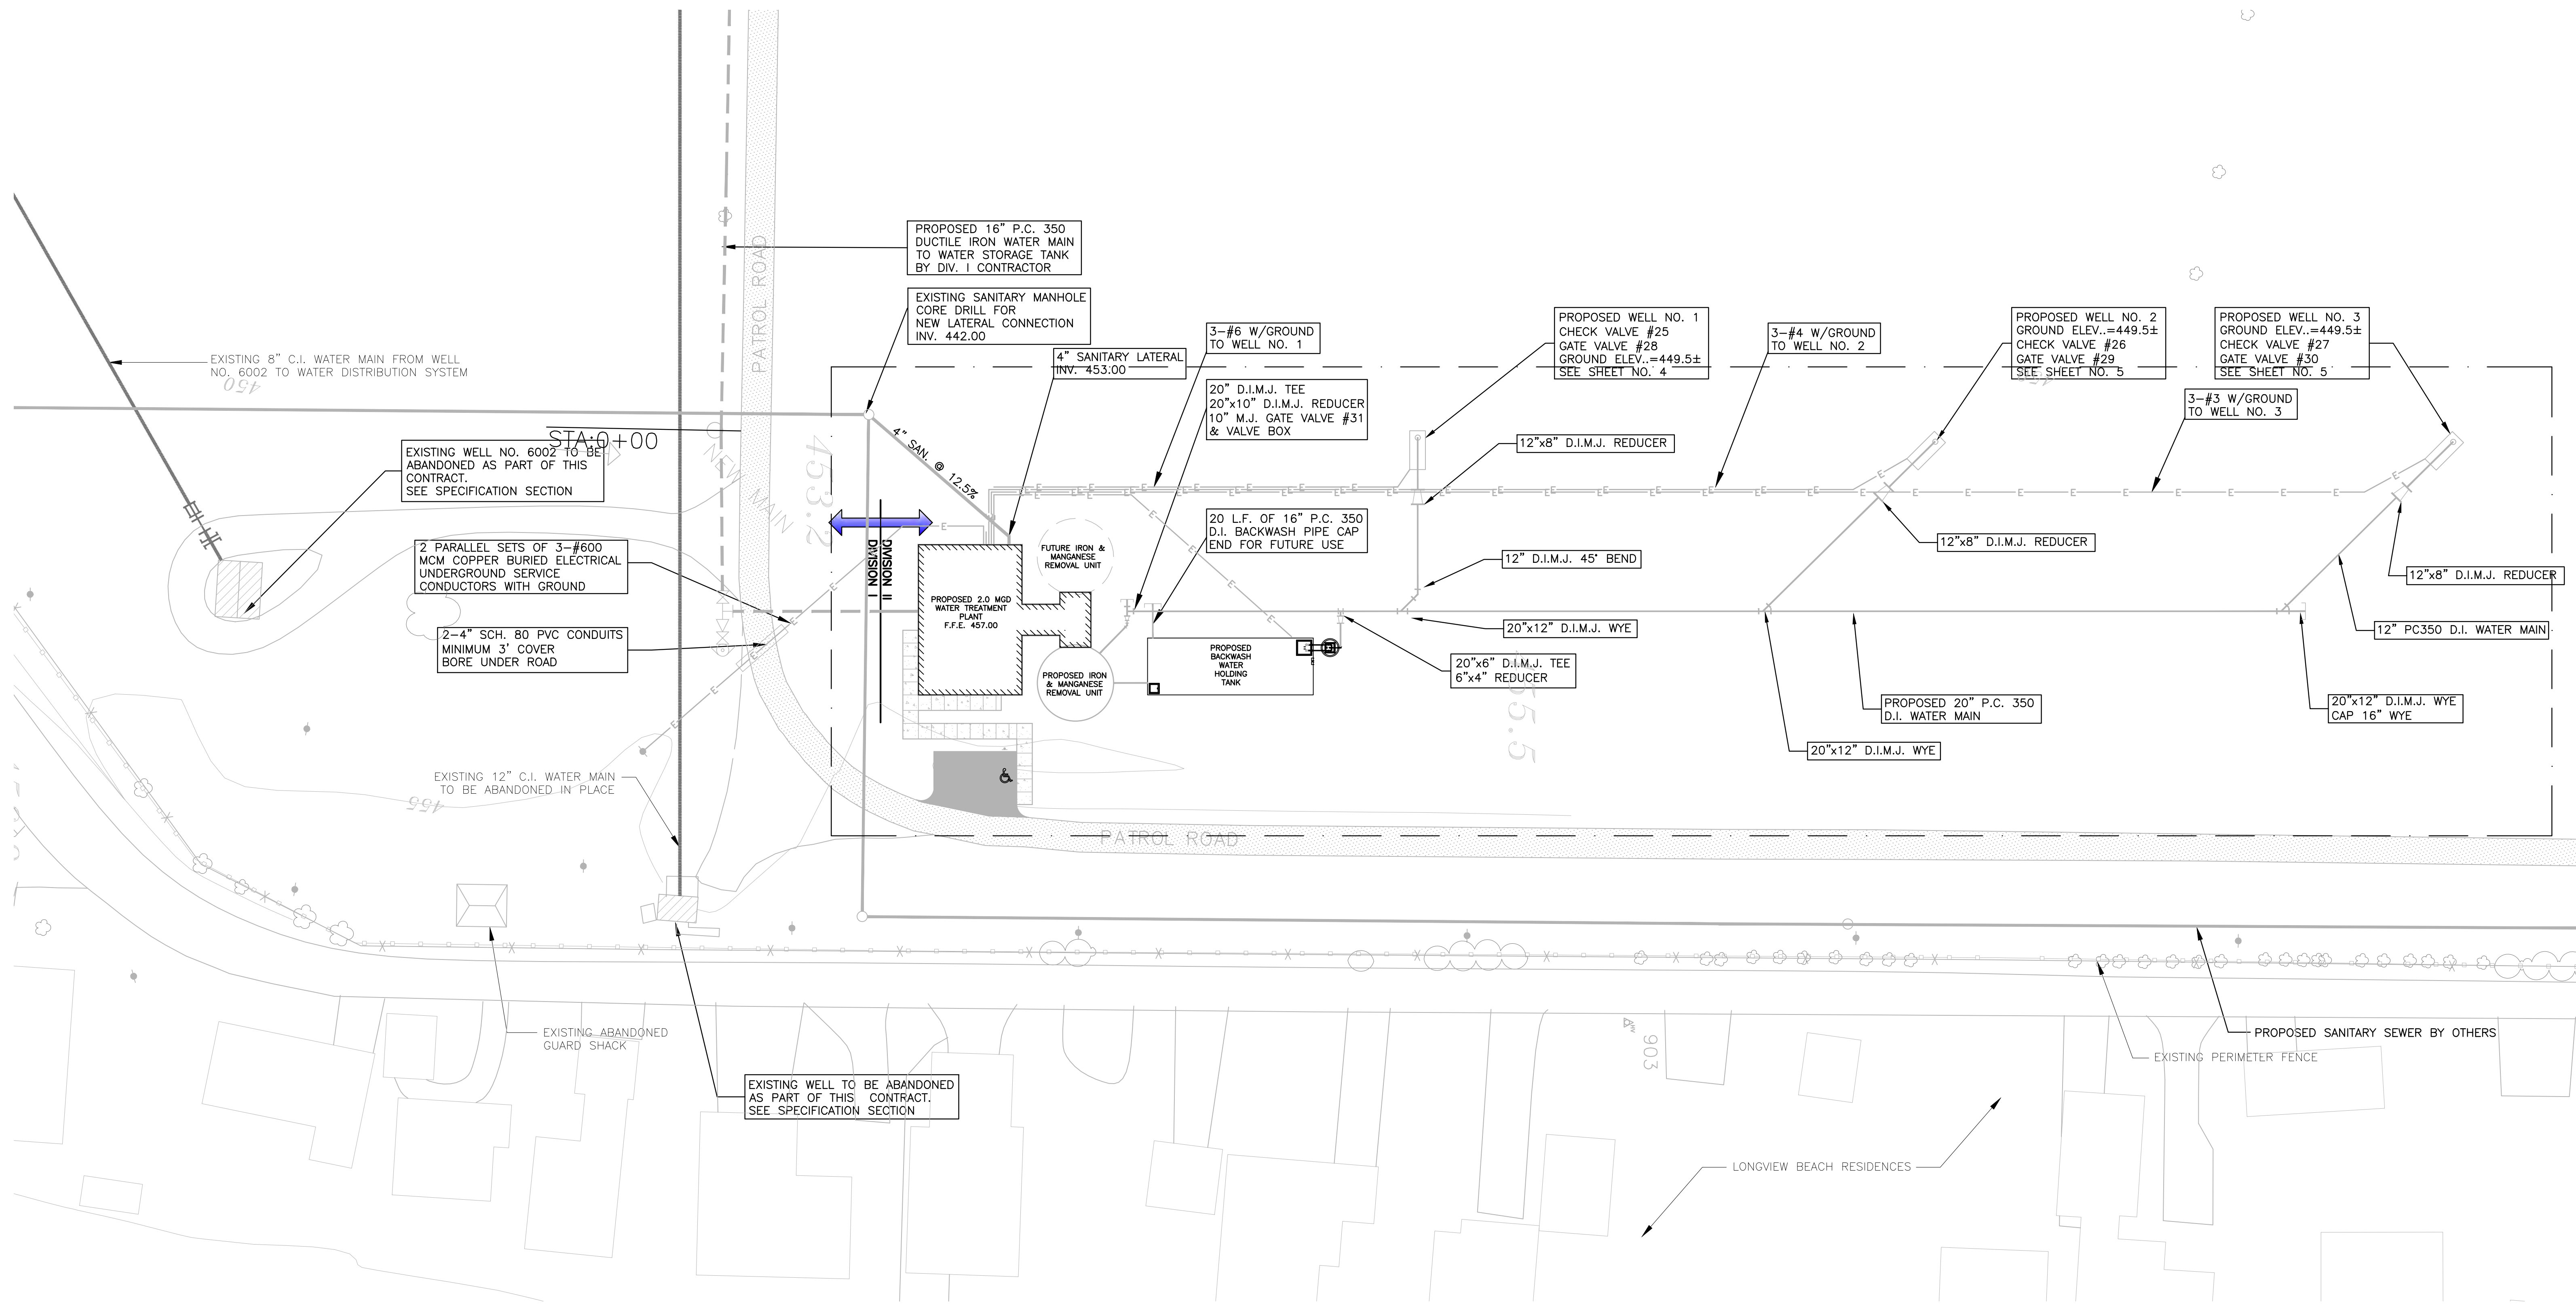 PROPOSED 16" P.C. 350
DUCTILE IRON WATER MAIN
TO WATER STORAGE TANK
BY DIV. I CONTRACTOR
PATROL ROAD
EXISTING SANITARY MANHOLE
CORE DRILL FOR
NEW LATERAL CONNECTION
INV. 442.00
EXISTING 8" C.I. WATER MAIN FROM WELL
NO. 6002 TO WATER DISTRIBUTION SYSTEM
450
4" SANITARY LATERAL
INV. 453.00
3-#6 W/GROUND
TO WELL NO. 1
20" D.I.M.J. TEE
20"x10" D.I.M.J. REDUCER
10" M.J. GATE VALVE #31
& VALVE BOX
PROPOSED WELL NO. 1
CHECK VALVE #25
GATE VALVE #28
GROUND ELEV..=449.5±
SEE SHEET NO. 4
3-#4 W/GROUND
TO WELL NO. 2
PROPOSED WELL NO. 2
GROUND ELEV..=449.5±
CHECK VALVE #26
GATE VALVE #29
SEE SHEET NO. 5
PROPOSED WELL NO. 3
GROUND ELEV..=449.5±
CHECK VALVE #27
GATE VALVE #30
SEE SHEET NO. 5
3-#3 W/GROUND
TO WELL NO. 3
STA:0+00
NEW MAIN
453.2
4" SAN. @ 12.5%
EXISTING WELL NO. 6002 TO BE
ABANDONED AS PART OF THIS
CONTRACT.
SEE SPECIFICATION SECTION
12"x8" D.I.M.J. REDUCER
20 L.F. OF 16" P.C. 350
D.I. BACKWASH PIPE CAP
END FOR FUTURE USE
12"x8" D.I.M.J. REDUCER
2 PARALLEL SETS OF 3-#600
MCM COPPER BURIED ELECTRICAL
UNDERGROUND SERVICE
CONDUCTORS WITH GROUND
DIVISION II
DIVISION I
FUTURE IRON &
MANGANESE
REMOVAL UNIT
12" D.I.M.J. 45° BEND
12"x8" D.I.M.J. REDUCER
PROPOSED 2.0 MGD
WATER TREATMENT
PLANT
F.F.E. 457.00
2-4" SCH. 80 PVC CONDUITS
MINIMUM 3' COVER
BORE UNDER ROAD
20"x12" D.I.M.J. WYE
12" PC350 D.I. WATER MAIN
PROPOSED
BACKWASH
WATER
HOLDING
TANK
PROPOSED IRON
& MANGANESE
REMOVAL UNIT
20"x6" D.I.M.J. TEE
6"x4" REDUCER
PROPOSED 20" P.C. 350
D.I. WATER MAIN
20"x12" D.I.M.J. WYE
CAP 16" WYE
20"x12" D.I.M.J. WYE
EXISTING 12" C.I. WATER MAIN
TO BE ABANDONED IN PLACE
455
PATROL ROAD
EXISTING ABANDONED
GUARD SHACK
903
PROPOSED SANITARY SEWER BY OTHERS
EXISTING PERIMETER FENCE
EXISTING WELL TO BE ABANDONED
AS PART OF THIS CONTRACT.
SEE SPECIFICATION SECTION
LONGVIEW BEACH RESIDENCES